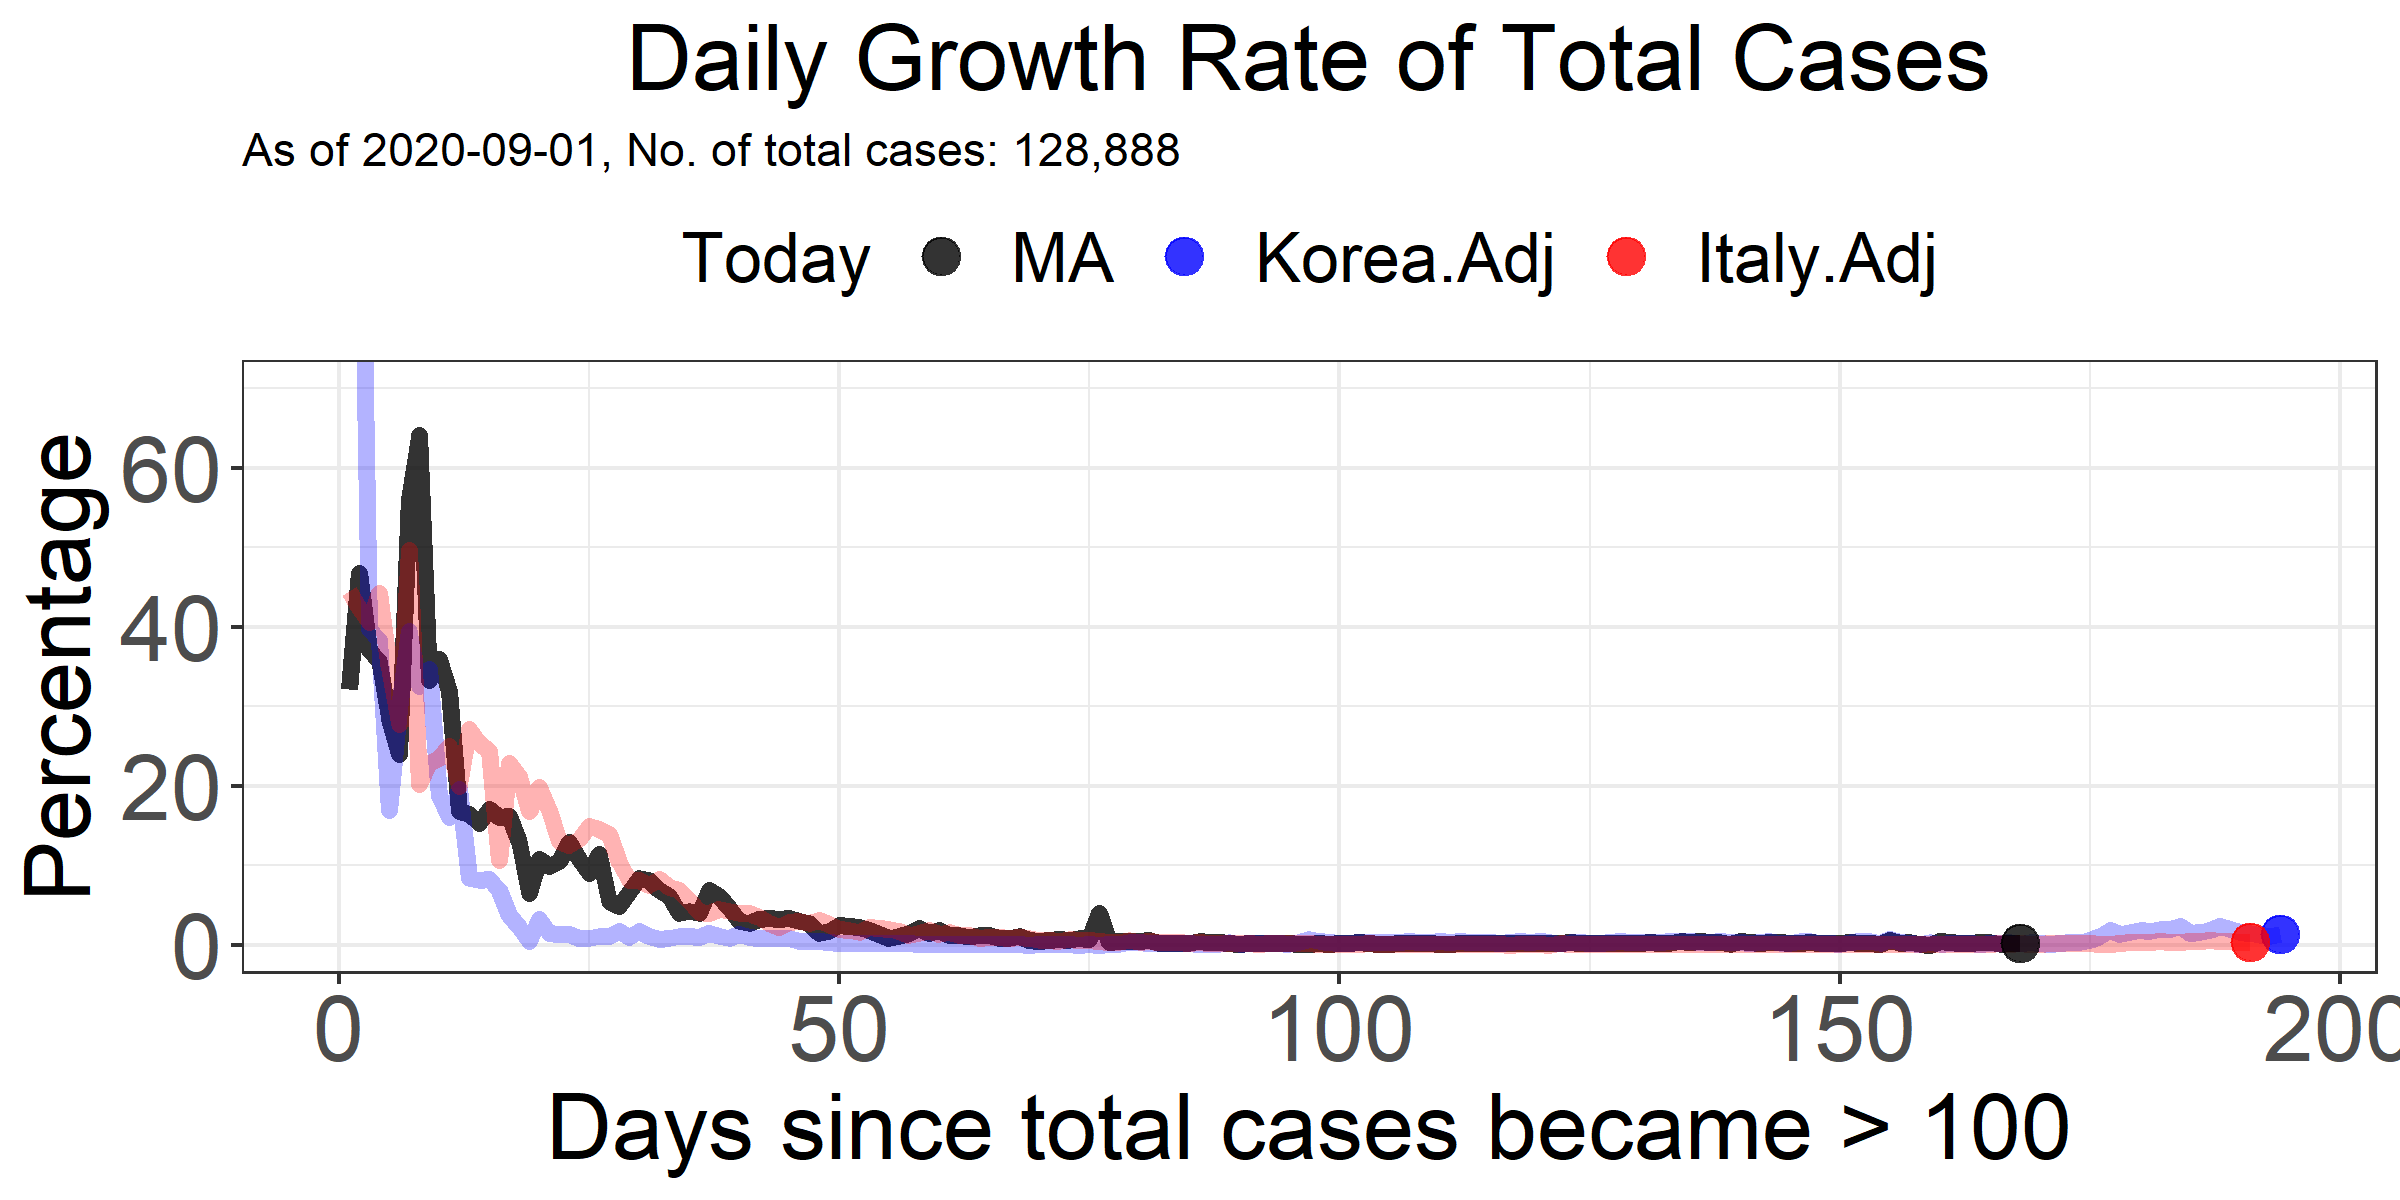 Daily Growth Rate of Total Cases
As of 2020-09-01, No. of total cases: 128,888
Today MA Korea.Adj Italy.Adj
Percentage
60
40
20
0
0 50 100 150 200
Days since total cases became > 100